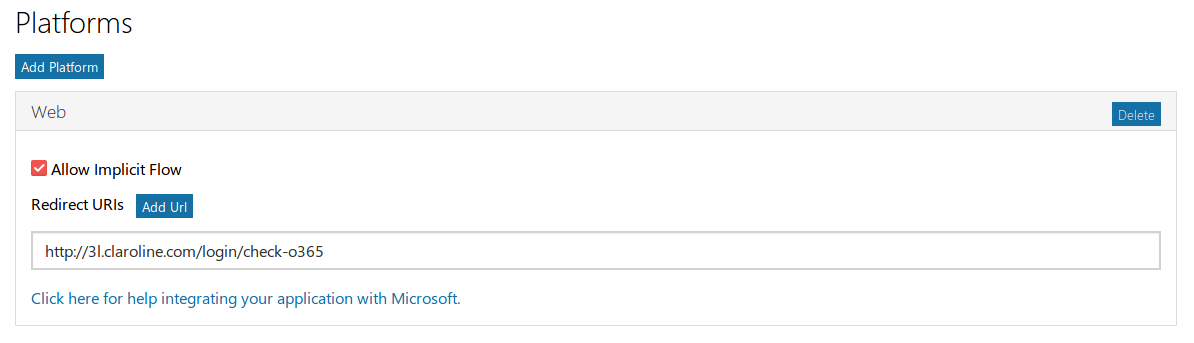 Platforms
Add Platform
Web
Delete
Allow Implicit Flow
Redirect URIs Add Url
http://3l.claroline.com/login/check-o365
Click here for help integrating your application with Microsoft.